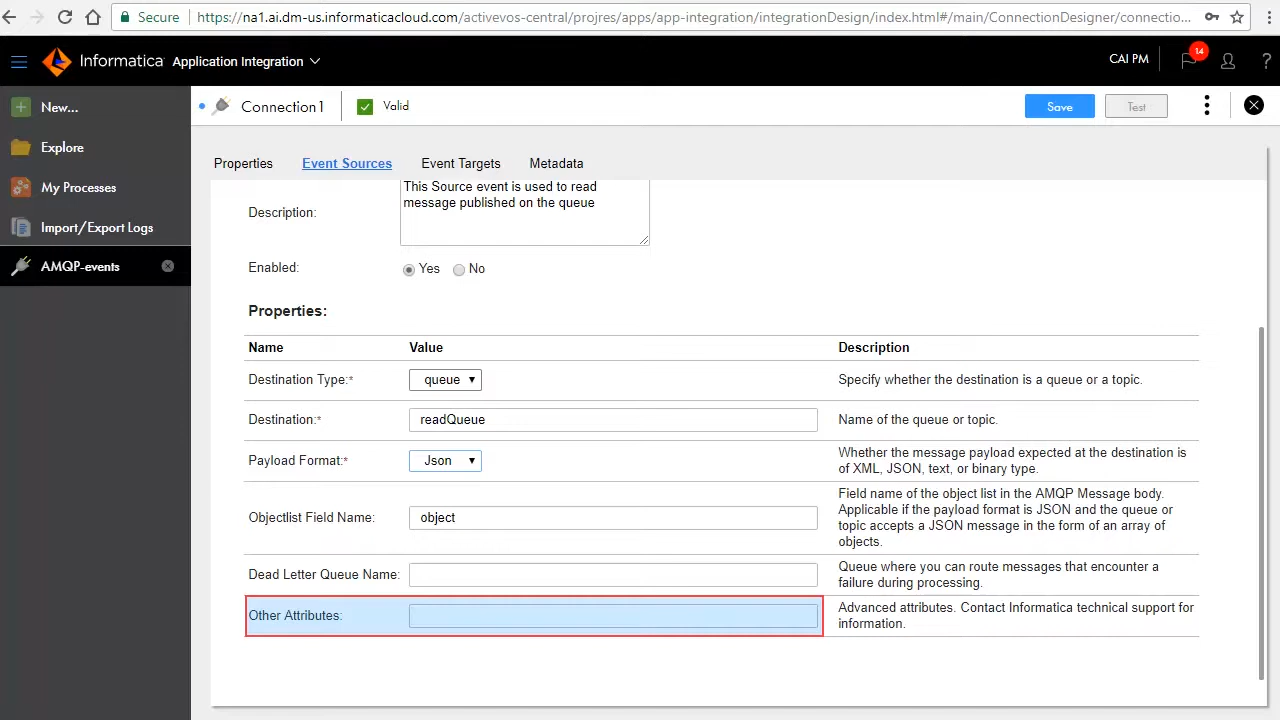 Secure
https://na1.ai.dm-us.informaticacloud.com/activevos-central/projres/apps/app-integration/integrationDesign/index.html#/main/ConnectionDesigner/connectio...
Informatica Application Integration
CAI PM
14
?
New...
Explore
My Processes
Import/Export Logs
AMQP-events
Connection1
Valid
Save
Test
Properties
Event Sources
Event Targets
Metadata
Description:
This Source event is used to read
message published on the queue
Enabled:
Yes
No
Properties:
Name
Value
Description
Destination Type:*
queue
Specify whether the destination is a queue or a topic.
Destination:*
readQueue
Name of the queue or topic.
Payload Format:*
Json
Whether the message payload expected at the destination is
of XML, JSON, text, or binary type.
Objectlist Field Name:
object
Field name of the object list in the AMQP Message body.
Applicable if the payload format is JSON and the queue or
topic accepts a JSON message in the form of an array of
objects.
Dead Letter Queue Name:
Queue where you can route messages that encounter a
failure during processing.
Other Attributes:
Advanced attributes. Contact Informatica technical support for
information.